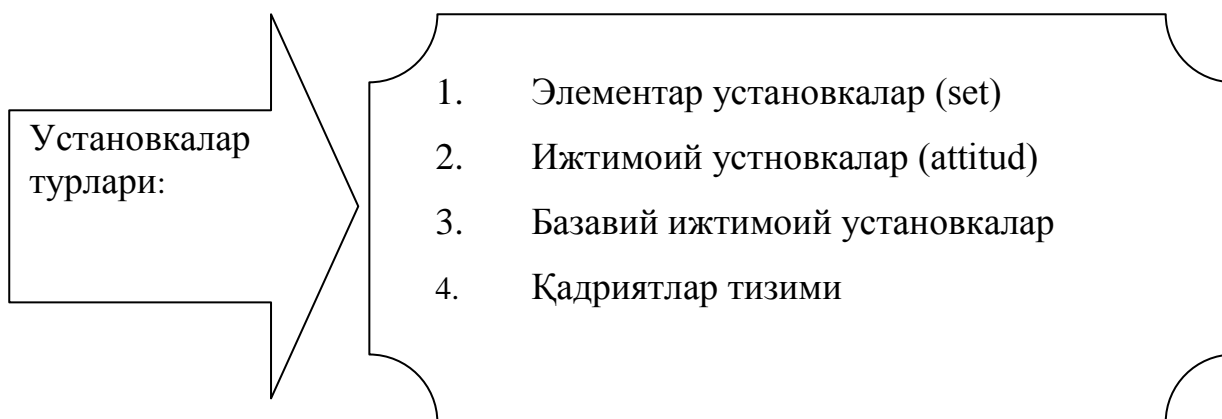 Установкалар
турлари:
1. Элементар установкалар (set)
2. Ижтимоий устновкалар (attitud)
3. Базавий ижтимоий установкалар
4. Қадриятлар тизими